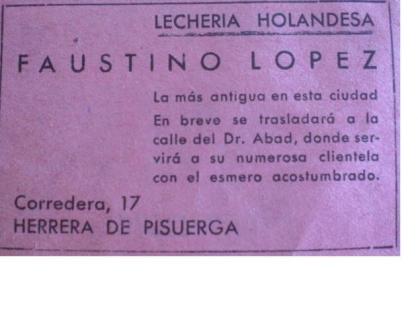 LECHERIA HOLANDESA
FAUSTINO LOPEZ
La más antigua en esta ciudad
En breve se trasladará a la
calle del Dr. Abad, donde ser-
virá a su numerosa clientela
con el esmero acostumbrado.
Corredera, 17
HERRERA DE PISUERGA